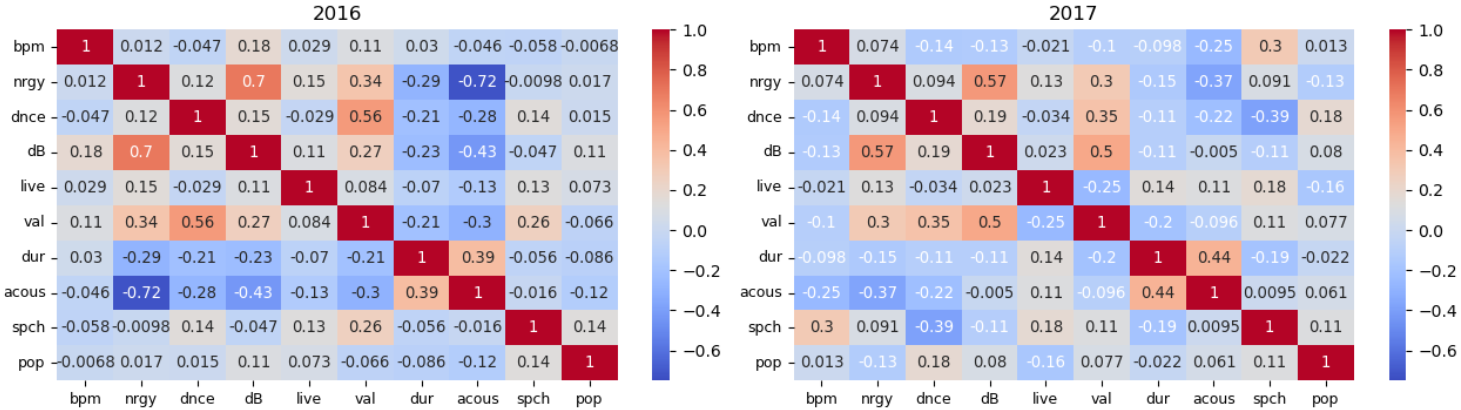 2016
bpm 1 0.012 -0.047 0.18 0.029 0.11 0.03 -0.046 -0.058 -0.0068
nrgy 0.012 1 0.12 0.7 0.15 0.34 -0.29 -0.72 -0.0098 0.017
dnce -0.047 0.12 1 0.15 -0.029 0.56 -0.21 -0.28 0.14 0.015
dB 0.18 0.7 0.15 1 0.11 0.27 -0.23 -0.43 -0.047 0.11
live 0.029 0.15 -0.029 0.11 1 0.084 -0.07 -0.13 0.13 0.073
val 0.11 0.34 0.56 0.27 0.084 1 -0.21 -0.3 0.26 -0.066
dur 0.03 -0.29 -0.21 -0.23 -0.07 -0.21 1 0.39 -0.056 -0.086
acous -0.046 -0.72 -0.28 -0.43 -0.13 -0.3 0.39 1 -0.016 -0.12
spch -0.058 -0.0098 0.14 -0.047 0.13 0.26 -0.056 -0.016 1 0.14
pop -0.0068 0.017 0.015 0.11 0.073 -0.066 -0.086 -0.12 0.14 1
bpm nrgy dnce dB live val dur acous spch pop
1.0
0.8
0.6
0.4
0.2
0.0
−0.2
−0.4
−0.6
2017
bpm 1 0.074 -0.14 -0.13 -0.021 -0.1 -0.098 -0.25 0.3 0.013
nrgy 0.074 1 0.094 0.57 0.13 0.3 -0.15 -0.37 0.091 -0.13
dnce -0.14 0.094 1 0.19 -0.034 0.35 -0.11 -0.22 -0.39 0.18
dB -0.13 0.57 0.19 1 0.023 0.5 -0.11 -0.005 -0.11 0.08
live -0.021 0.13 -0.034 0.023 1 -0.25 0.14 0.11 0.18 -0.16
val -0.1 0.3 0.35 0.5 -0.25 1 -0.2 -0.096 0.11 0.077
dur -0.098 -0.15 -0.11 -0.11 0.14 -0.2 1 0.44 -0.19 -0.022
acous -0.25 -0.37 -0.22 -0.005 0.11 -0.096 0.44 1 0.0095 0.061
spch 0.3 0.091 -0.39 -0.11 0.18 0.11 -0.19 0.0095 1 0.11
pop 0.013 -0.13 0.18 0.08 -0.16 0.077 -0.022 0.061 0.11 1
bpm nrgy dnce dB live val dur acous spch pop
1.0
0.8
0.6
0.4
0.2
0.0
−0.2
−0.4
−0.6